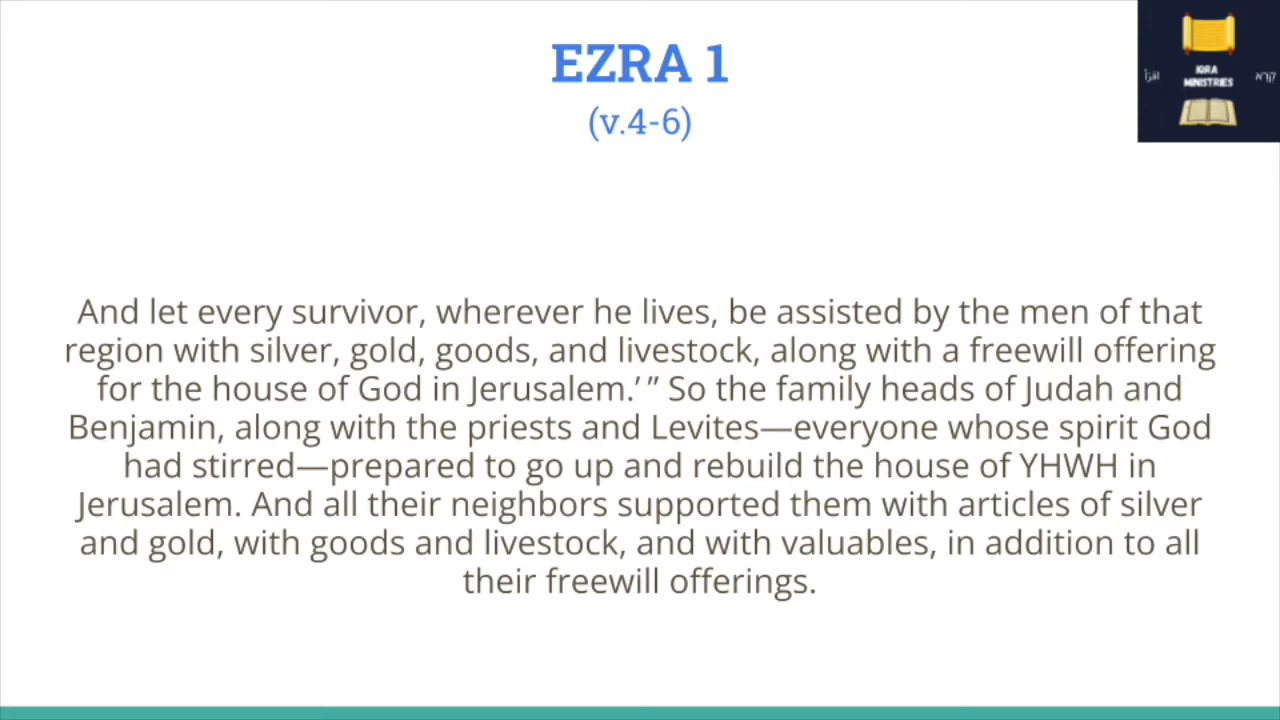 EZRA 1
(v.4-6)
IQRA
MINISTRIES
اقرأ
קרא
And let every survivor, wherever he lives, be assisted by the men of that
region with silver, gold, goods, and livestock, along with a freewill offering
for the house of God in Jerusalem.’ ” So the family heads of Judah and
Benjamin, along with the priests and Levites—everyone whose spirit God
had stirred—prepared to go up and rebuild the house of YHWH in
Jerusalem. And all their neighbors supported them with articles of silver
and gold, with goods and livestock, and with valuables, in addition to all
their freewill offerings.